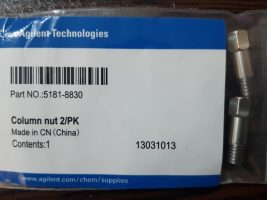 Agilent Technologies
Part NO.:5181-8830
Column nut 2/PK
Made in CN (China)
Contents:1 13031013
www.agilent.com/chem/supplies